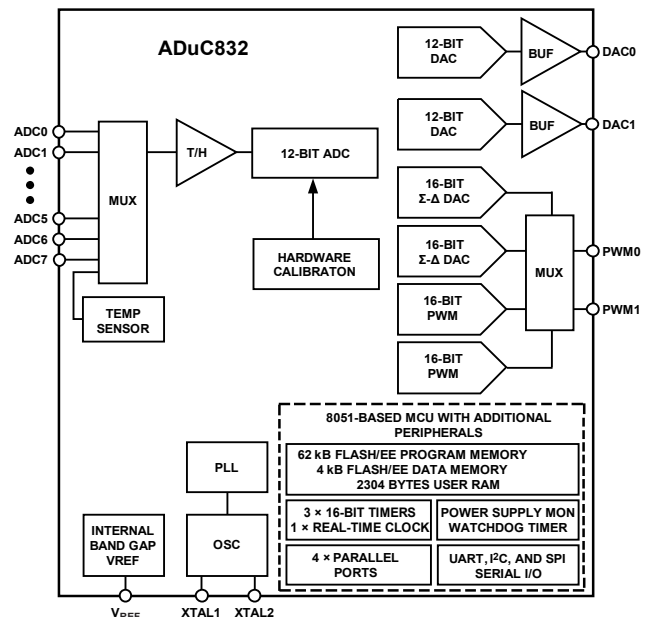 ADuC832
12-BIT
DAC
BUF
DAC0
12-BIT
DAC
BUF
DAC1
ADC0
ADC1
ADC5
ADC6
ADC7
MUX
T/H
12-BIT ADC
HARDWARE
CALIBRATON
TEMP
SENSOR
16-BIT
Σ-Δ DAC
16-BIT
Σ-Δ DAC
16-BIT
PWM
16-BIT
PWM
MUX
PWM0
PWM1
8051-BASED MCU WITH ADDITIONAL
PERIPHERALS
62 kB FLASH/EE PROGRAM MEMORY
4 kB FLASH/EE DATA MEMORY
2304 BYTES USER RAM
3 × 16-BIT TIMERS
1 × REAL-TIME CLOCK
POWER SUPPLY MON
WATCHDOG TIMER
4 × PARALLEL
PORTS
UART, I²C, AND SPI
SERIAL I/O
PLL
OSC
INTERNAL
BAND GAP
VREF
VREF
XTAL1
XTAL2